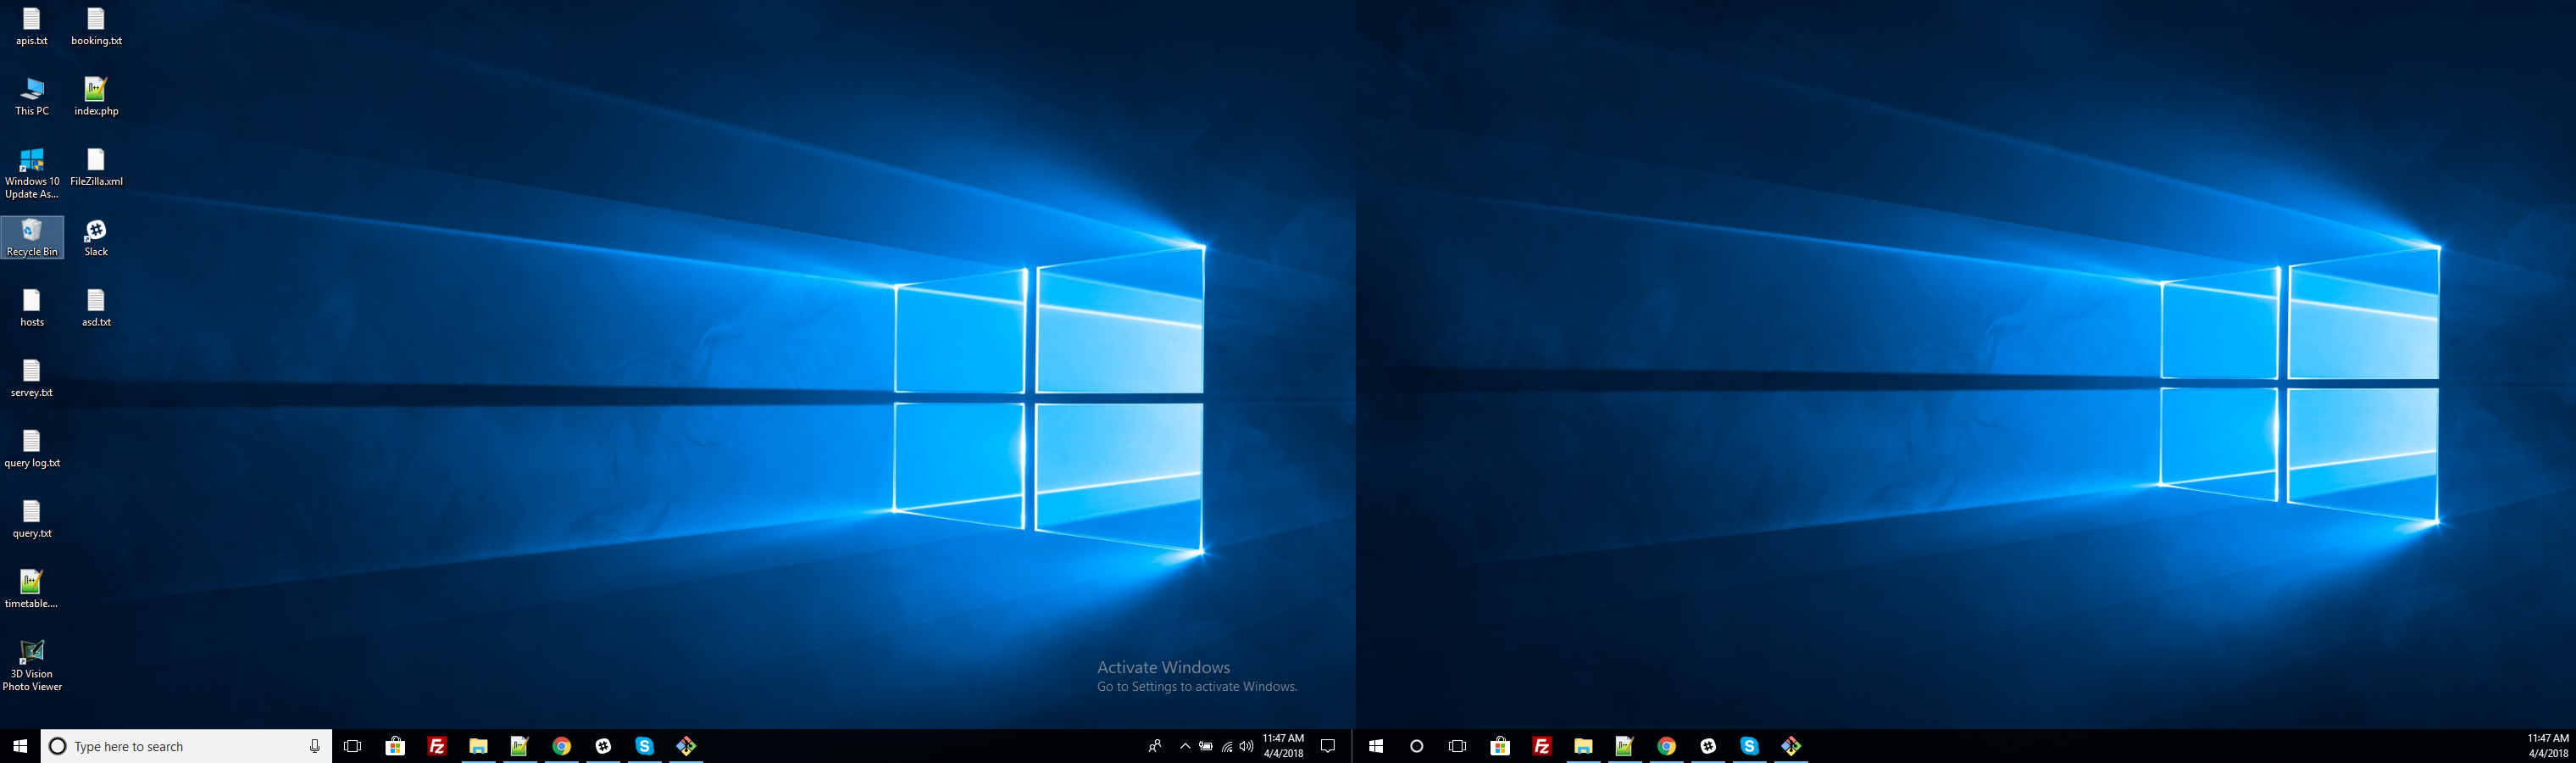 apis.txt
booking.txt
This PC
index.php
Windows 10
Update As...
FileZilla.xml
Recycle Bin
Slack
hosts
asd.txt
servey.txt
query log.txt
query.txt
timetable....
3D Vision
Photo Viewer
Activate Windows
Go to Settings to activate Windows.
Type here to search
11:47 AM
4/4/2018
11:47 AM
4/4/2018